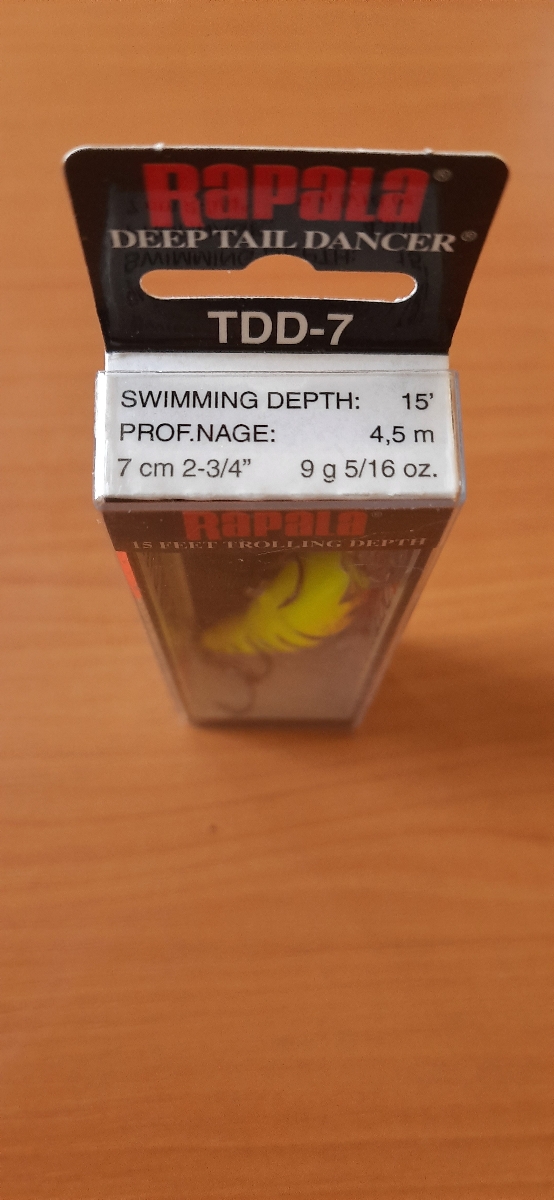 Rapala®
DEEP TAIL DANCER®
TDD-7
SWIMMING DEPTH: 15'
PROF.NAGE: 4,5 m
7 cm 2-3/4” 9 g 5/16 oz.
Rapala®
15 FEET TROLLING DEPTH